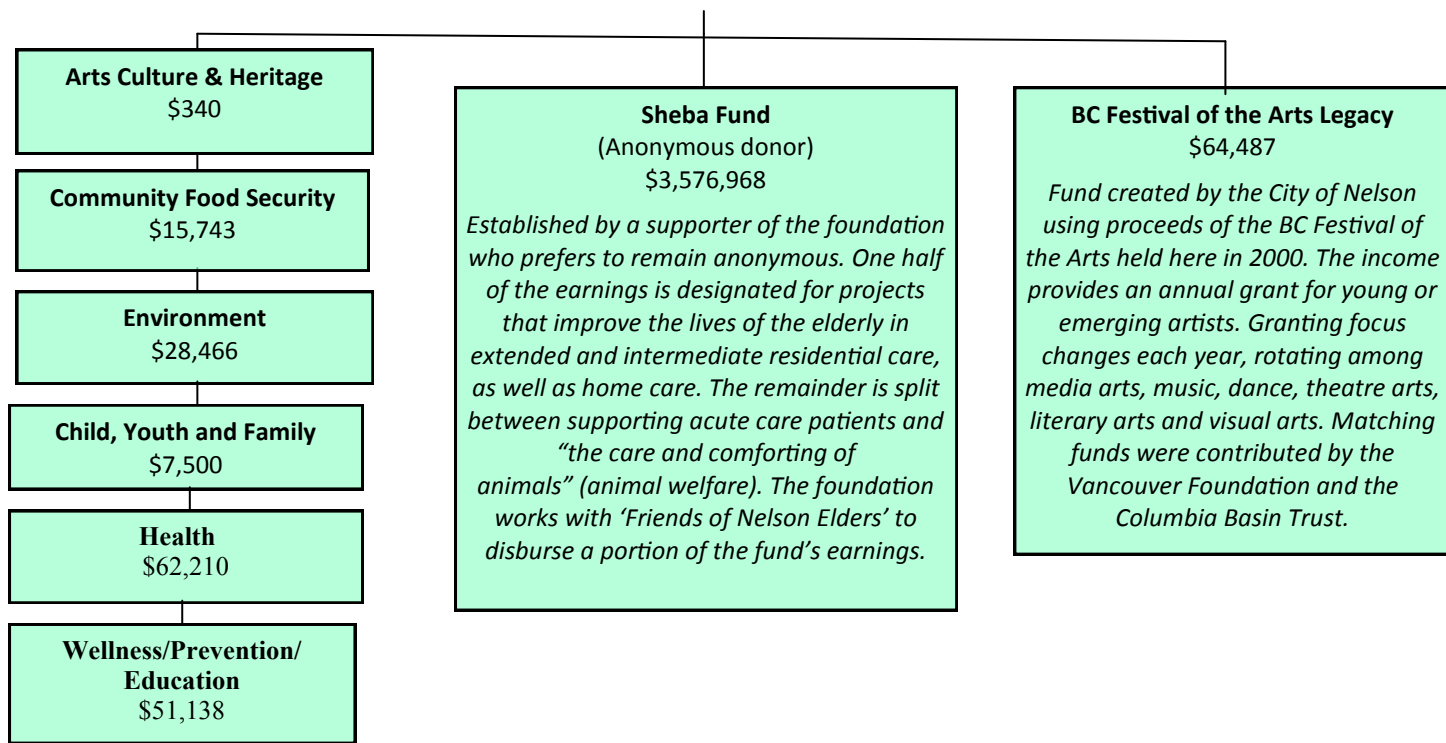 Arts Culture & Heritage
$340
Community Food Security
$15,743
Environment
$28,466
Child, Youth and Family
$7,500
Health
$62,210
Wellness/Prevention/
Education
$51,138
Sheba Fund
(Anonymous donor)
$3,576,968
Established by a supporter of the foundation
who prefers to remain anonymous. One half
of the earnings is designated for projects
that improve the lives of the elderly in
extended and intermediate residential care,
as well as home care. The remainder is split
between supporting acute care patients and
“the care and comforting of
animals” (animal welfare). The foundation
works with ‘Friends of Nelson Elders’ to
disburse a portion of the fund’s earnings.
BC Festival of the Arts Legacy
$64,487
Fund created by the City of Nelson
using proceeds of the BC Festival of
the Arts held here in 2000. The income
provides an annual grant for young or
emerging artists. Granting focus
changes each year, rotating among
media arts, music, dance, theatre arts,
literary arts and visual arts. Matching
funds were contributed by the
Vancouver Foundation and the
Columbia Basin Trust.